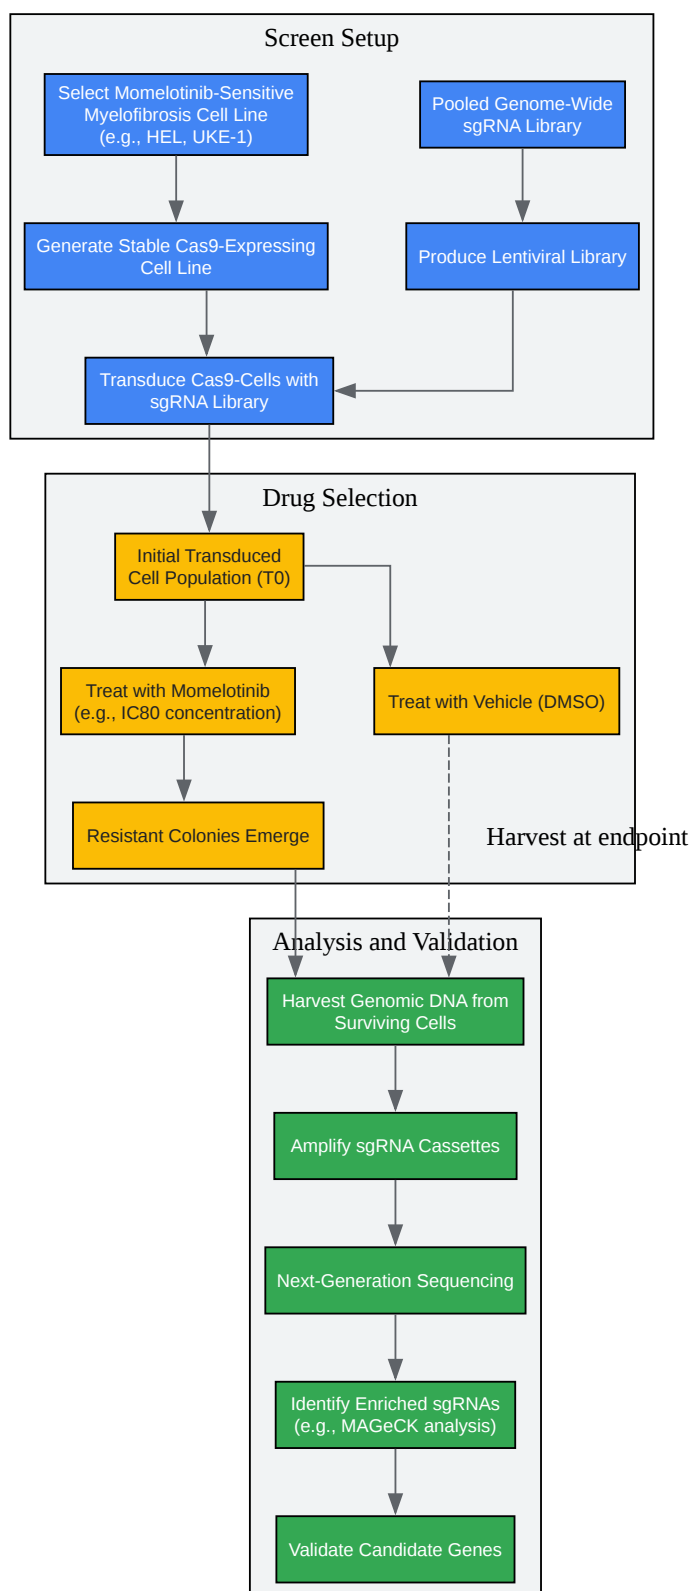 Screen Setup
Select Momelotinib-Sensitive
Myelofibrosis Cell Line
(e.g., HEL, UKE-1)
Pooled Genome-Wide
sgRNA Library
Generate Stable Cas9-Expressing
Cell Line
Produce Lentiviral Library
Transduce Cas9-Cells with
sgRNA Library
Drug Selection
Initial Transduced
Cell Population (T0)
Treat with Momelotinib
(e.g., IC80 concentration)
Treat with Vehicle (DMSO)
Resistant Colonies Emerge
Harvest at endpoint
Analysis and Validation
Harvest Genomic DNA from
Surviving Cells
Amplify sgRNA Cassettes
Next-Generation Sequencing
Identify Enriched sgRNAs
(e.g., MAGeCK analysis)
Validate Candidate Genes